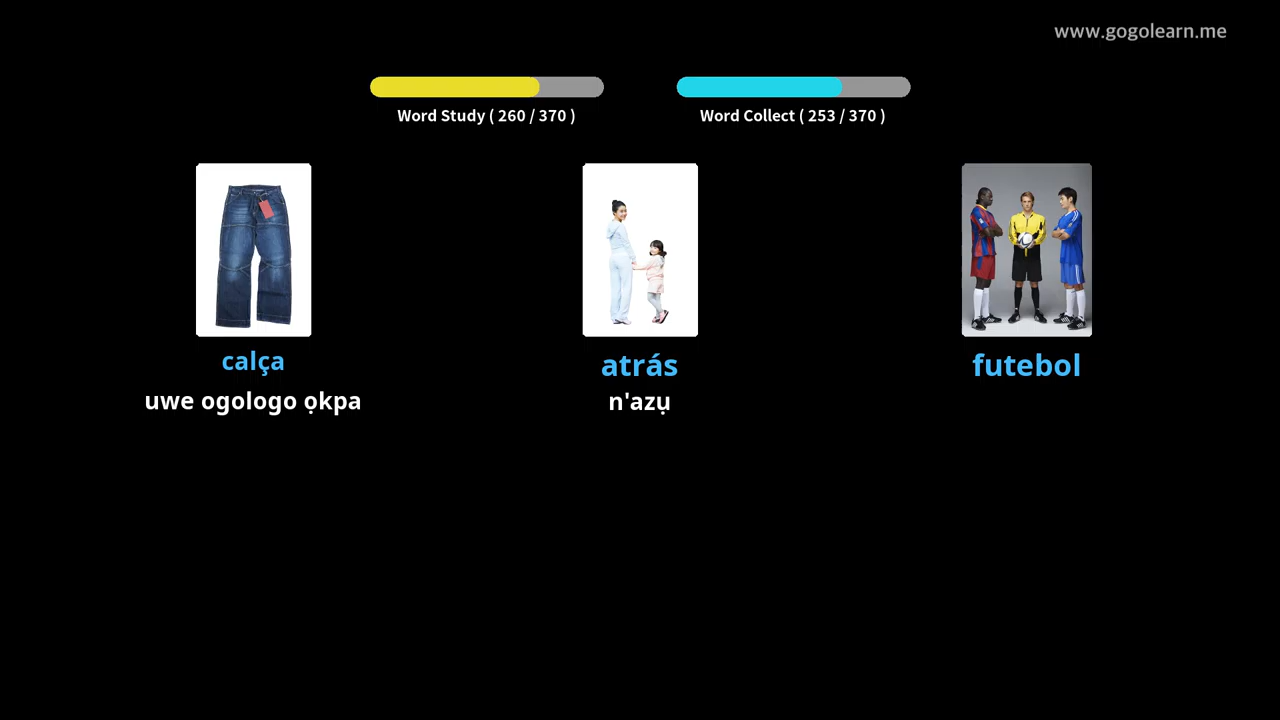 www.gogolearn.me
Word Study ( 260 / 370 )
Word Collect ( 253 / 370 )
calça
uwe ogologo ọkpa
atrás
n'azụ
futebol